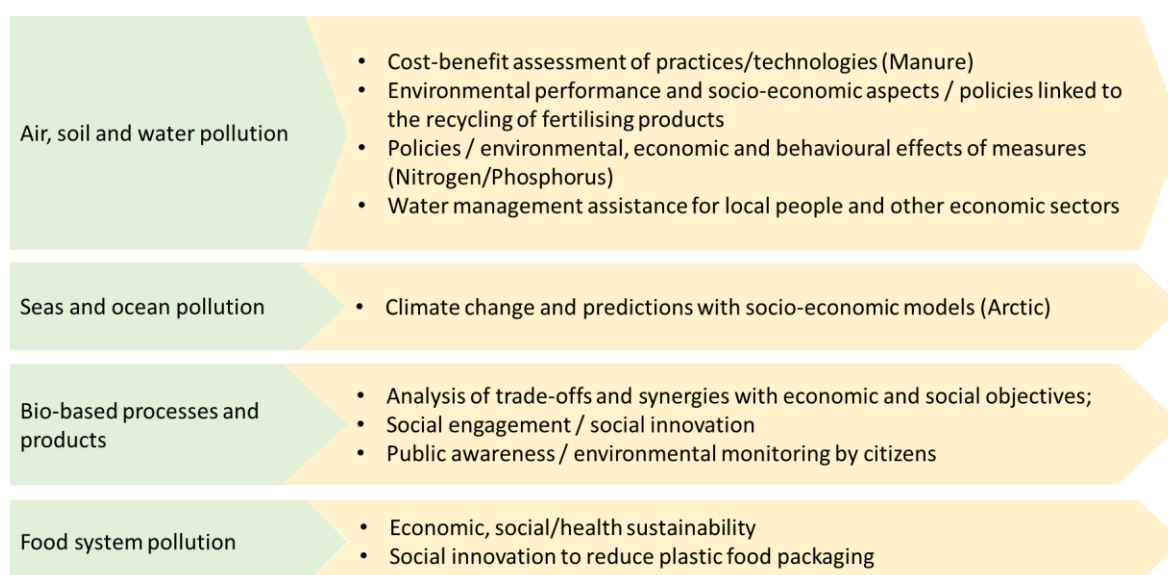 Air, soil and water pollution
• Cost-benefit assessment of practices/technologies (Manure)
• Environmental performance and socio-economic aspects / policies linked to
the recycling of fertilising products
• Policies / environmental, economic and behavioural effects of measures
(Nitrogen/Phosphorus)
• Water management assistance for local people and other economic sectors
Seas and ocean pollution
• Climate change and predictions with socio-economic models (Arctic)
Bio-based processes and
products
• Analysis of trade-offs and synergies with economic and social objectives;
• Social engagement / social innovation
• Public awareness / environmental monitoring by citizens
Food system pollution
• Economic, social/health sustainability
• Social innovation to reduce plastic food packaging